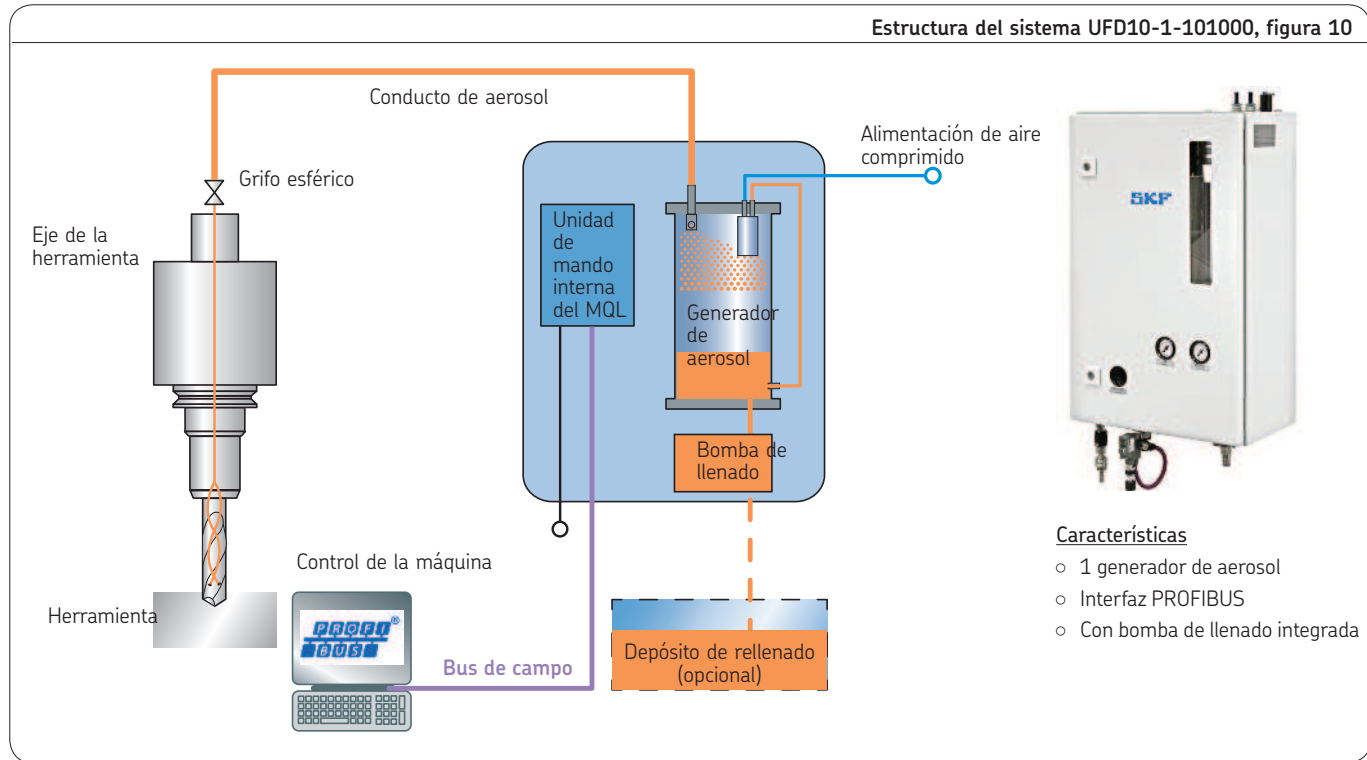 Estructura del sistema UFD10-1-101000, figura 10
Conducto de aerosol
Alimentación de aire
comprimido
Grifo esférico
Eje de la
herramienta
Unidad
de
mando
interna
del MQL
Generador
de
aerosol
SKF
Bomba de
llenado
Características
○ 1 generador de aerosol
○ Interfaz PROFIBUS
○ Con bomba de llenado integrada
Control de la máquina
Herramienta
PROFI®
BUS
Bus de campo
Depósito de rellenado
(opcional)